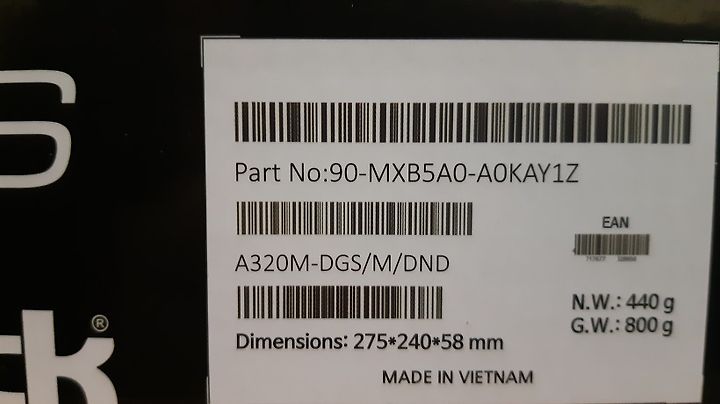 S
Part No:90-MXB5A0-A0KAY1Z
EAN
A320M-DGS/M/DND
N.W.: 440 g
G.W.: 800 g
Dimensions: 275*240*58 mm
ck®
MADE IN VIETNAM